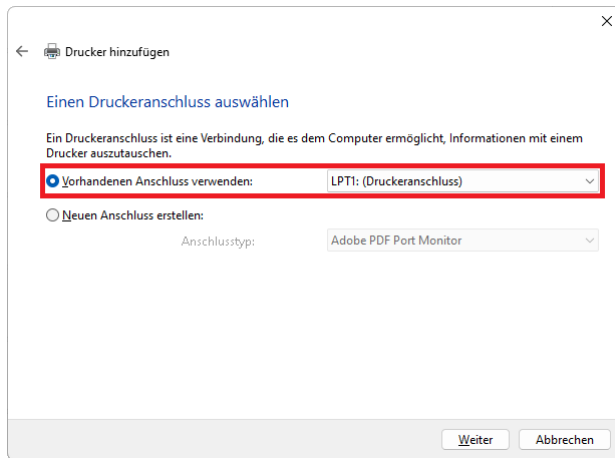 Drucker hinzufügen
Einen Druckeranschluss auswählen
Ein Druckeranschluss ist eine Verbindung, die es dem Computer ermöglicht, Informationen mit einem
Drucker auszutauschen.
Vorhandenen Anschluss verwenden: LPT1: (Druckeranschluss)
Neuen Anschluss erstellen:
Anschlusstyp: Adobe PDF Port Monitor
Weiter Abbrechen